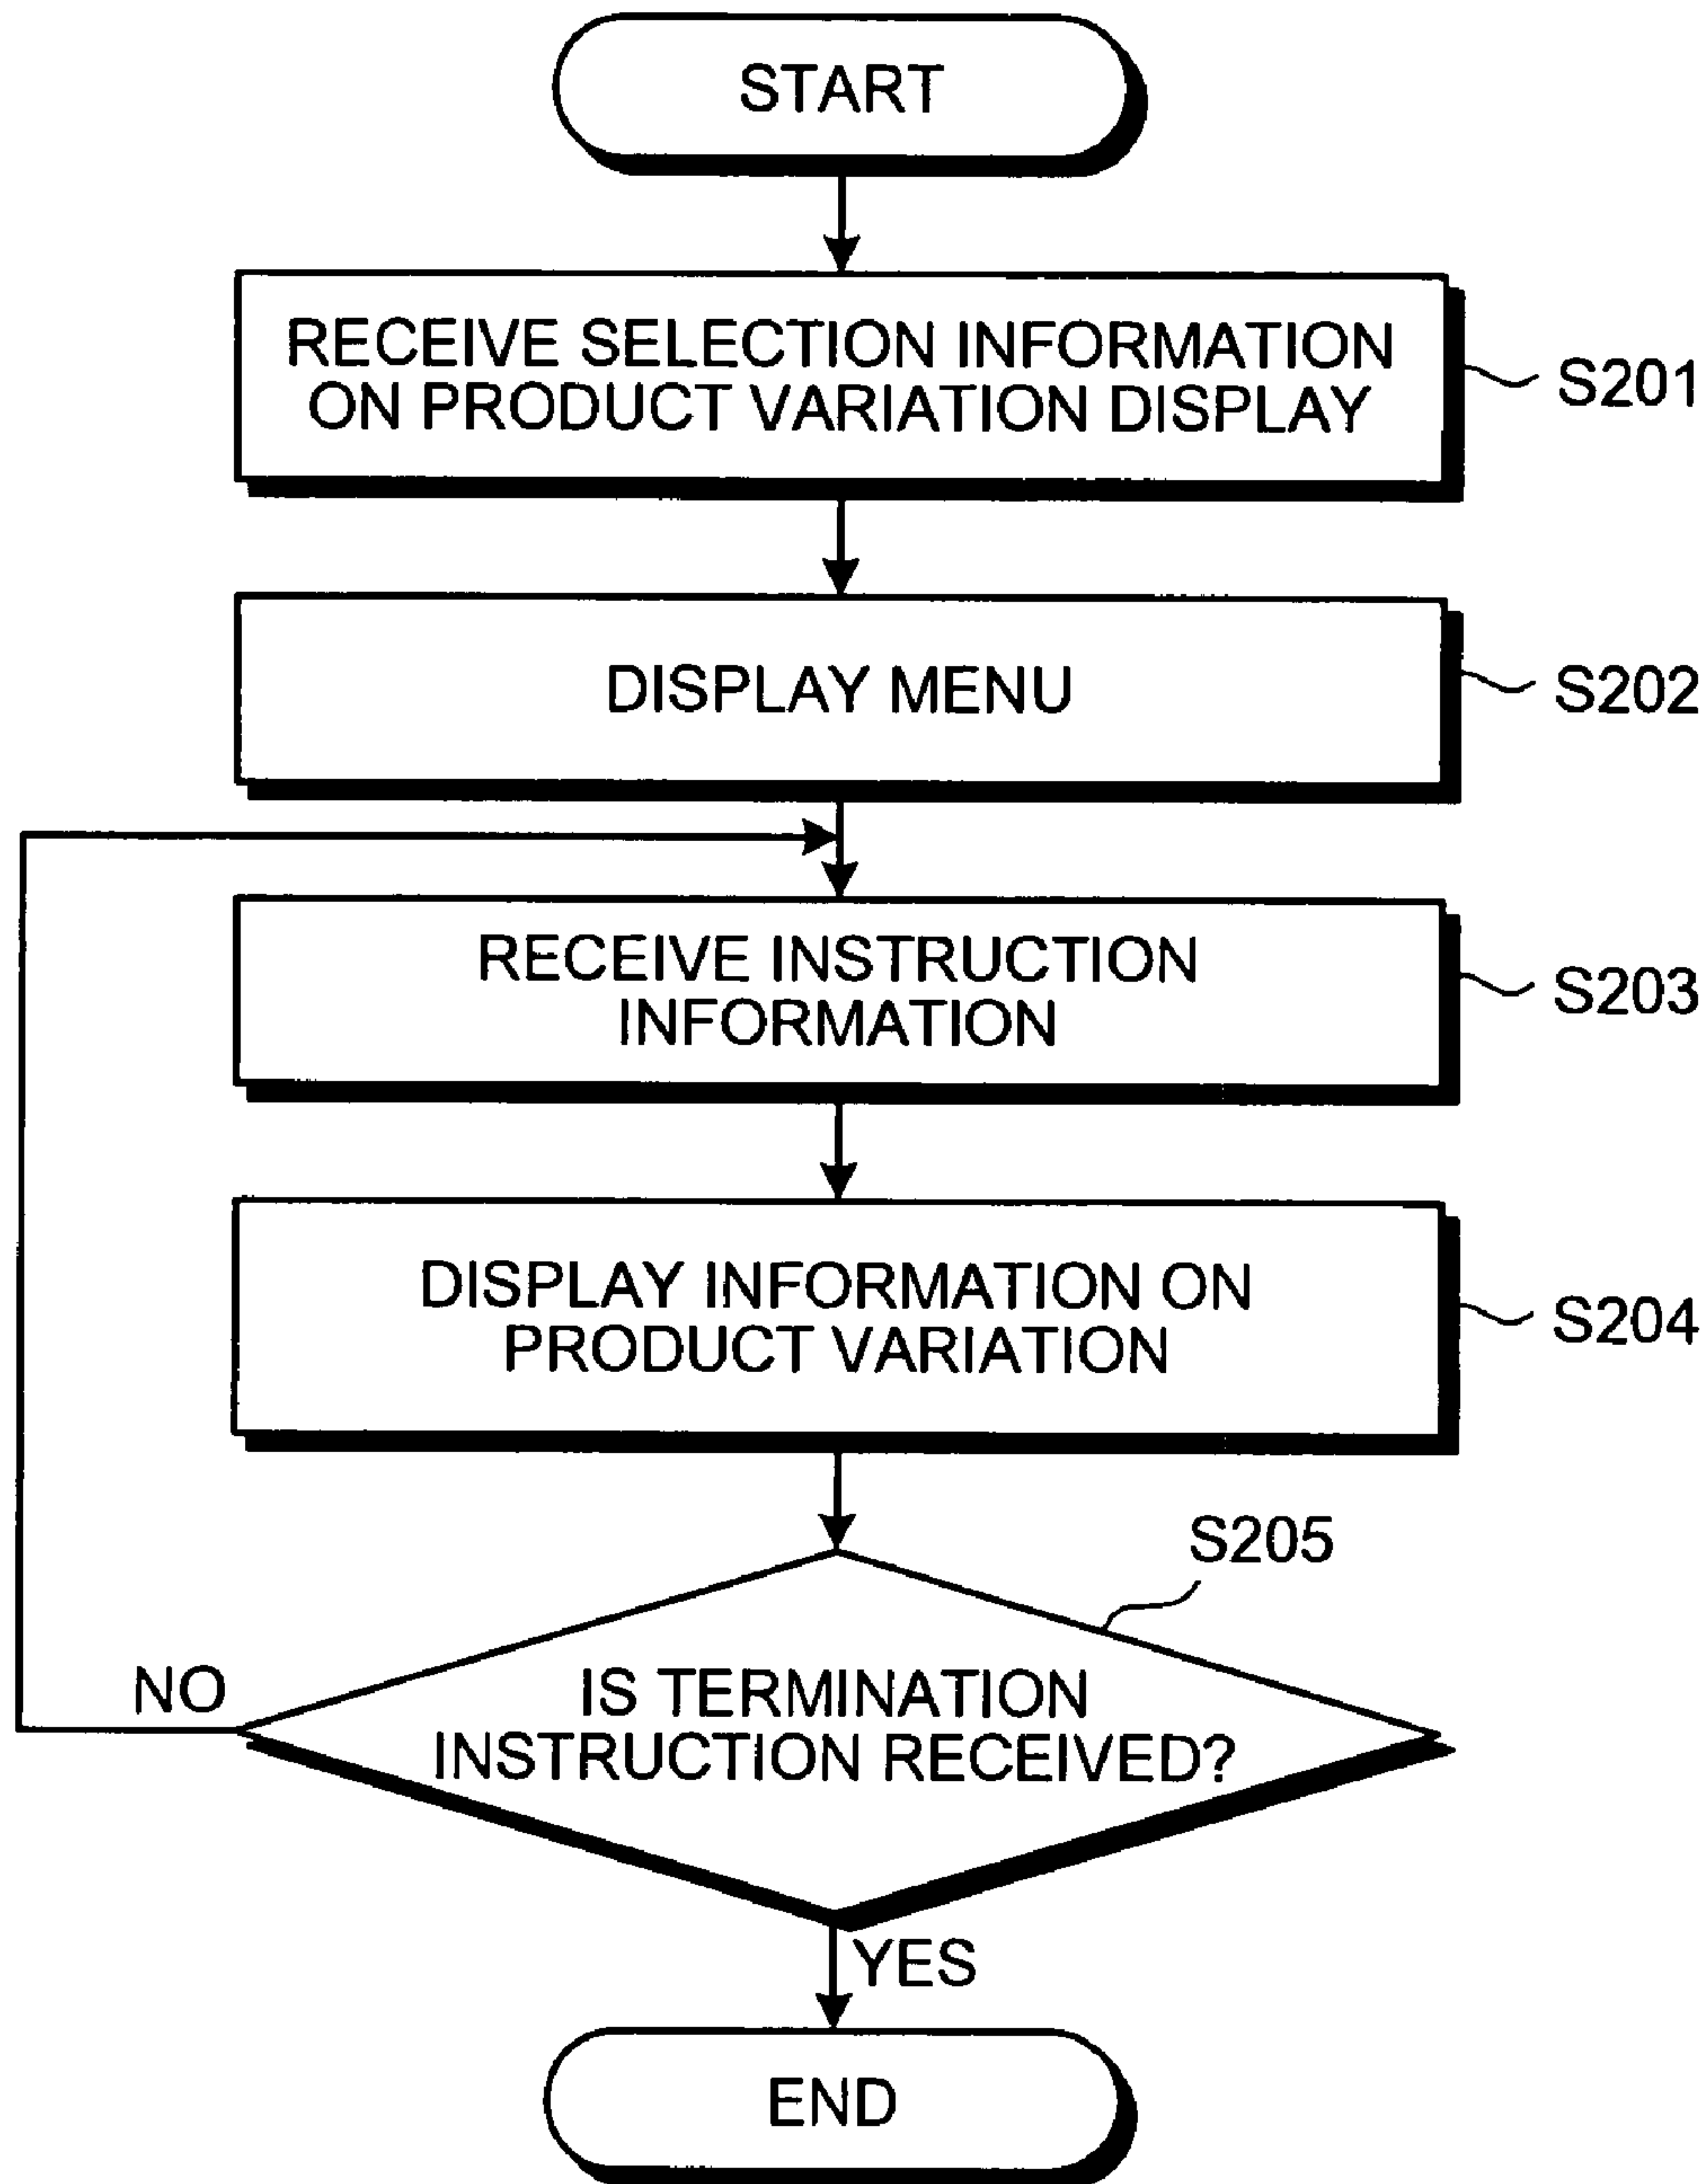 START
RECEIVE SELECTION INFORMATION
ON PRODUCT VARIATION DISPLAY
S201
DISPLAY MENU
S202
RECEIVE INSTRUCTION
INFORMATION
S203
DISPLAY INFORMATION ON
PRODUCT VARIATION
S204
S205
NO
IS TERMINATION
INSTRUCTION RECEIVED?
YES
END